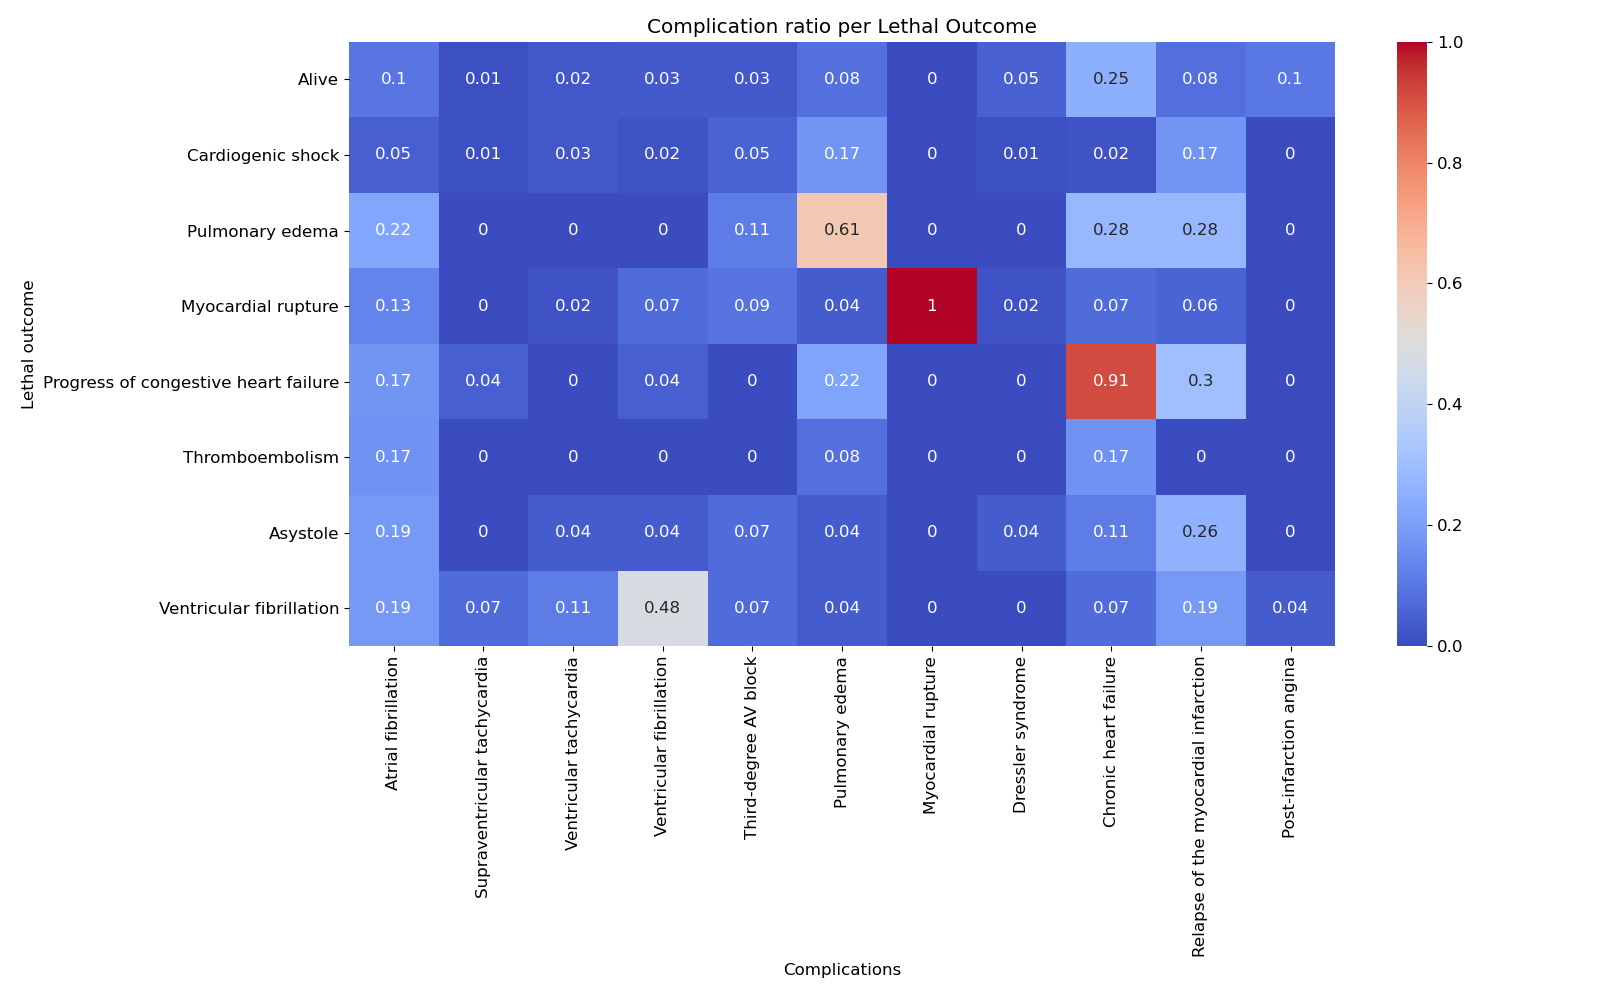 Complication ratio per Lethal Outcome
Lethal outcome
Alive 0.1 0.01 0.02 0.03 0.03 0.08 0 0.05 0.25 0.08 0.1
Cardiogenic shock 0.05 0.01 0.03 0.02 0.05 0.17 0 0.01 0.02 0.17 0
Pulmonary edema 0.22 0 0 0 0.11 0.61 0 0 0.28 0.28 0
Myocardial rupture 0.13 0 0.02 0.07 0.09 0.04 1 0.02 0.07 0.06 0
Progress of congestive heart failure 0.17 0.04 0 0.04 0 0.22 0 0 0.91 0.3 0
Thromboembolism 0.17 0 0 0 0 0.08 0 0 0.17 0 0
Asystole 0.19 0 0.04 0.04 0.07 0.04 0 0.04 0.11 0.26 0
Ventricular fibrillation 0.19 0.07 0.11 0.48 0.07 0.04 0 0 0.07 0.19 0.04
Atrial fibrillation
Supraventricular tachycardia
Ventricular tachycardia
Ventricular fibrillation
Third-degree AV block
Pulmonary edema
Myocardial rupture
Dressler syndrome
Chronic heart failure
Relapse of the myocardial infarction
Post-infarction angina
Complications
1.0
0.8
0.6
0.4
0.2
0.0